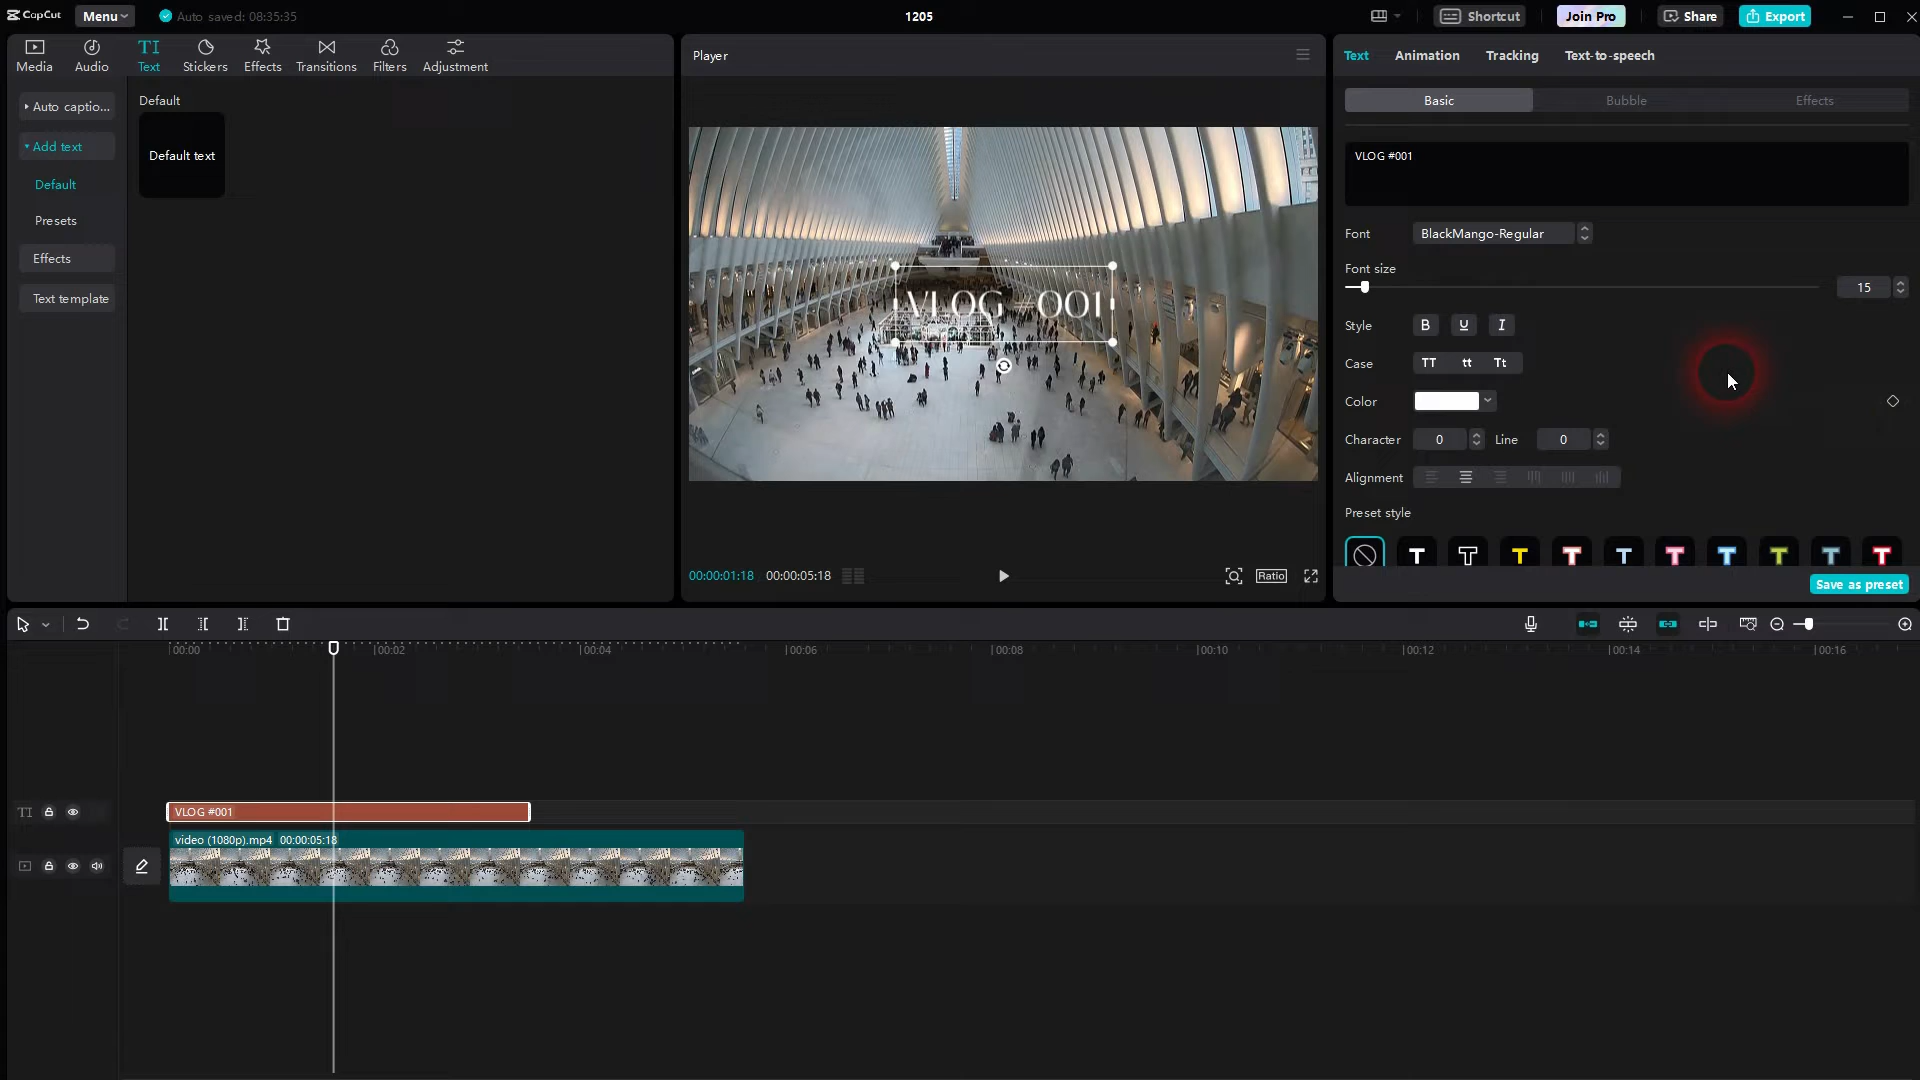 CapCut
Menu
Auto saved: 08:35:35
1205
Shortcut
Join Pro
Share
Export
Media
Audio
TI
Text
Stickers
Effects
Transitions
Filters
Adjustment
Auto captio...
Add text
Default
Presets
Effects
Text template
Default
Default text
Player
VLOG #001
00:00:01:18
00:00:05:18
Ratio
Text
Animation
Tracking
Text-to-speech
Basic
Bubble
Effects
VLOG #001
Font
BlackMango-Regular
Font size
15
Style
B
U
I
Case
TT
tt
Tt
Color
Character
0
Line
0
Alignment
Preset style
T
T
T
T
T
T
T
T
T
T
Save as preset
00:00
00:02
00:04
00:06
00:08
00:10
00:12
00:14
00:16
TI
VLOG #001
video (1080p).mp4
00:00:05:18